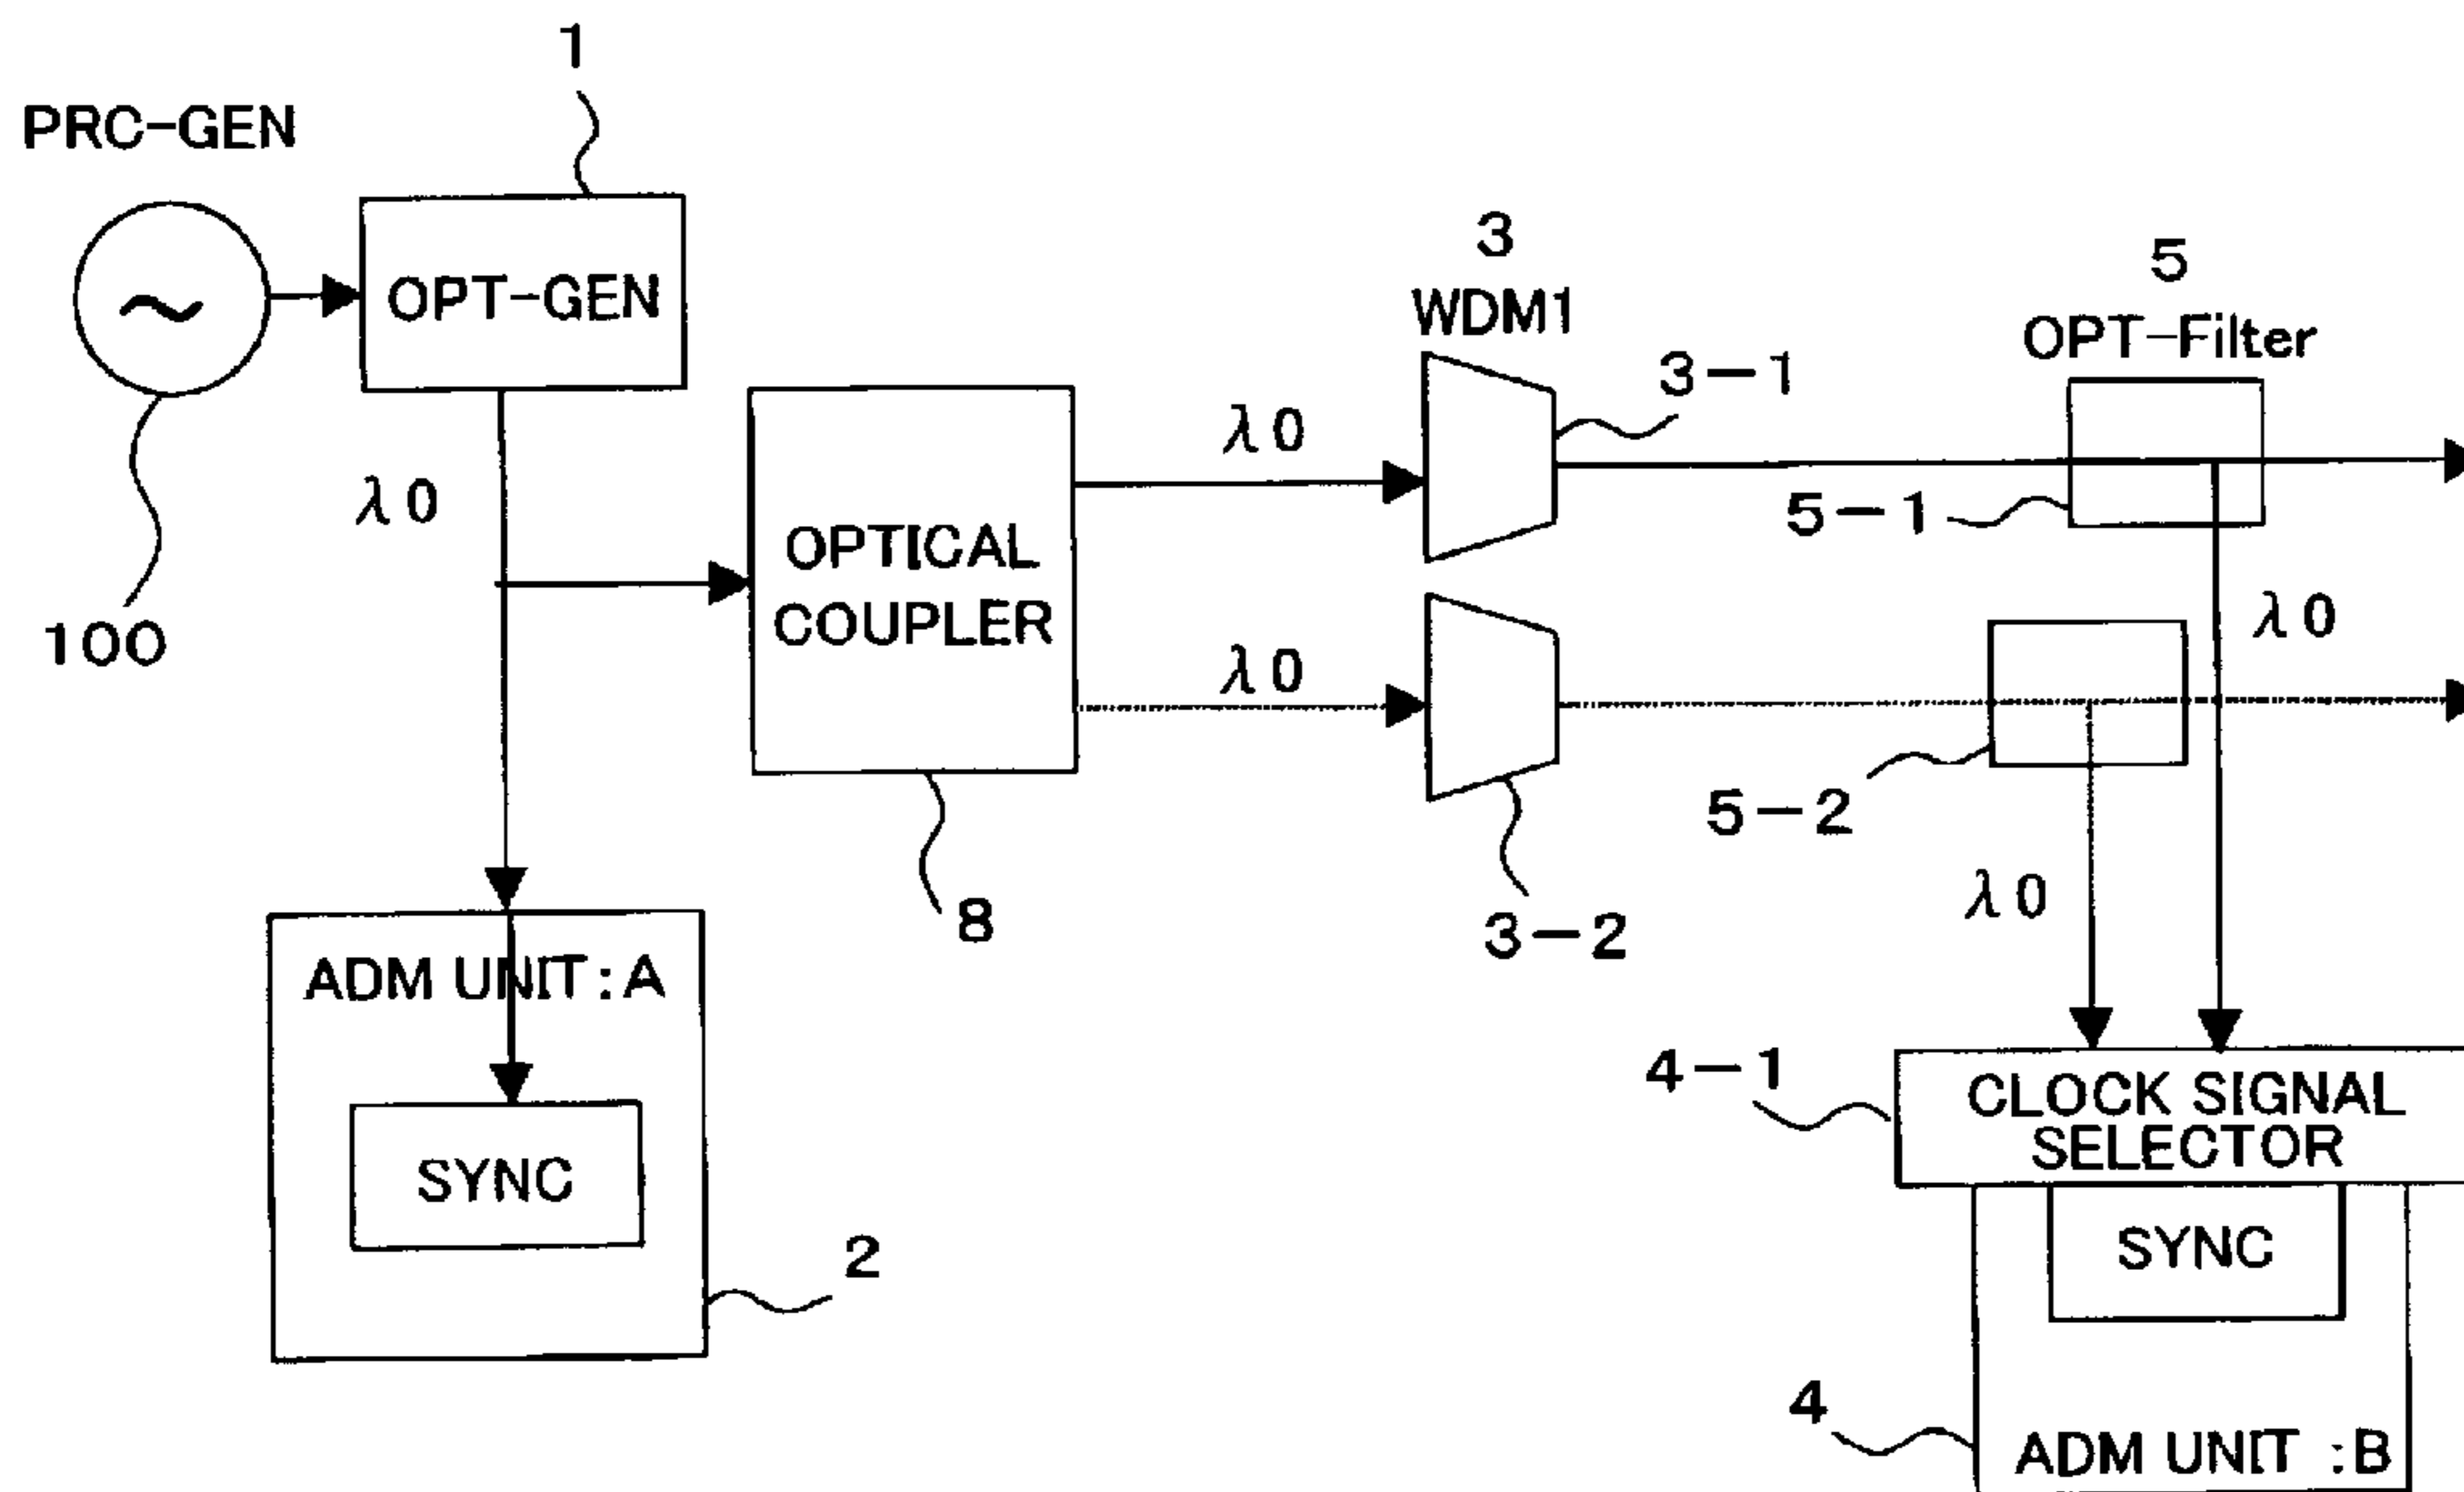 1
PRC-GEN
OPT-GEN
100
λ0
OPTICAL
COUPLER
8
λ0
λ0
3
WDM1
3-1
3-2
5
OPT-Filter
5-1
5-2
λ0
λ0
ADM UNIT:A
SYNC
2
4-1
CLOCK SIGNAL
SELECTOR
SYNC
4
ADM UNIT :B